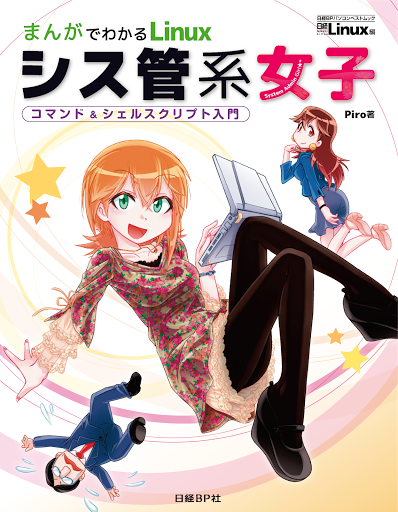 日経BPパソコンベストムック
日経Linux編
まんがでわかるLinux
シス管系女子
System Admin Girl
コマンド&シェルスクリプト入門
Piro著
日経BP社